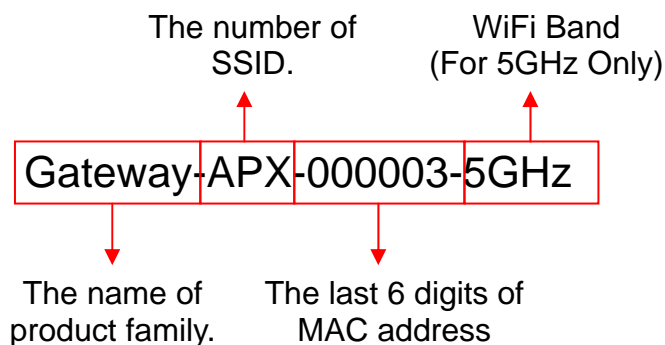 The number of
SSID.
WiFi Band
(For 5GHz Only)
Gateway-APX-000003-5GHz
The name of
product family.
The last 6 digits of
MAC address